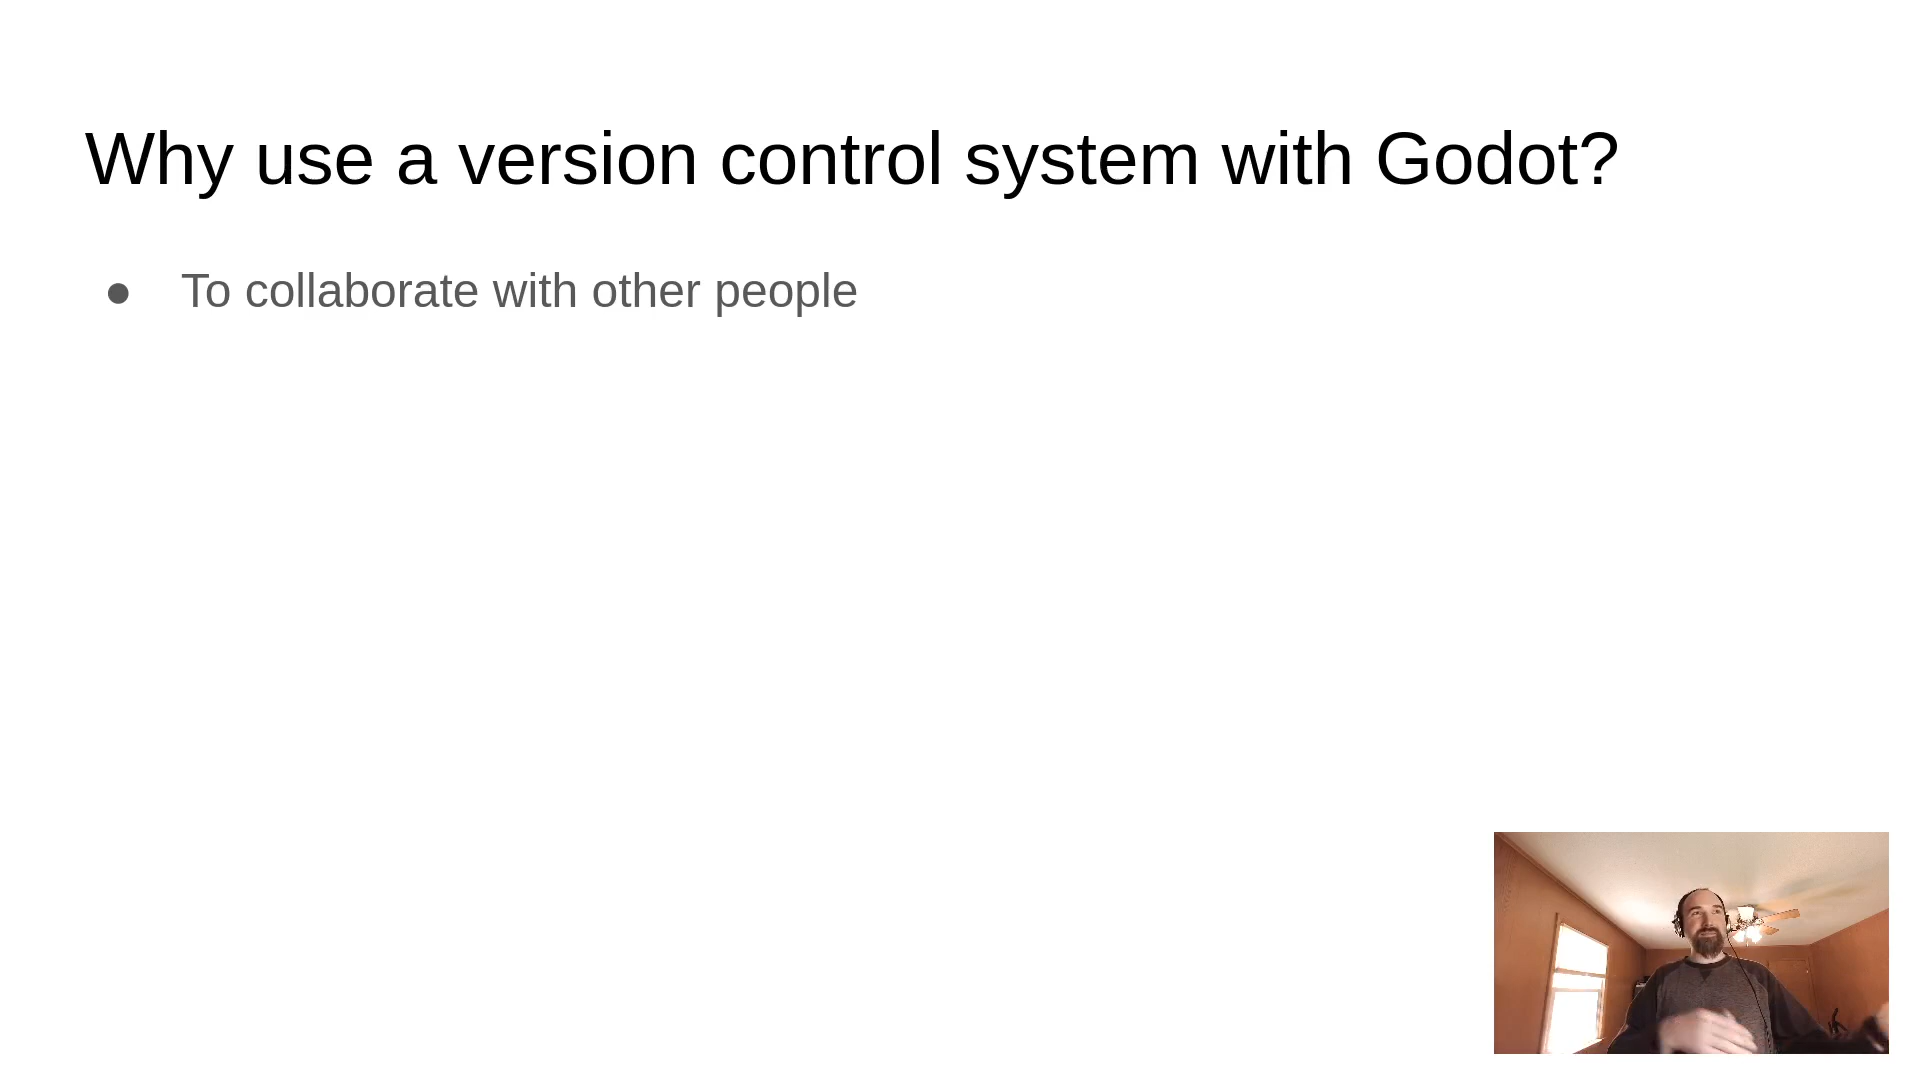 Why use a version control system with Godot?
● To collaborate with other people